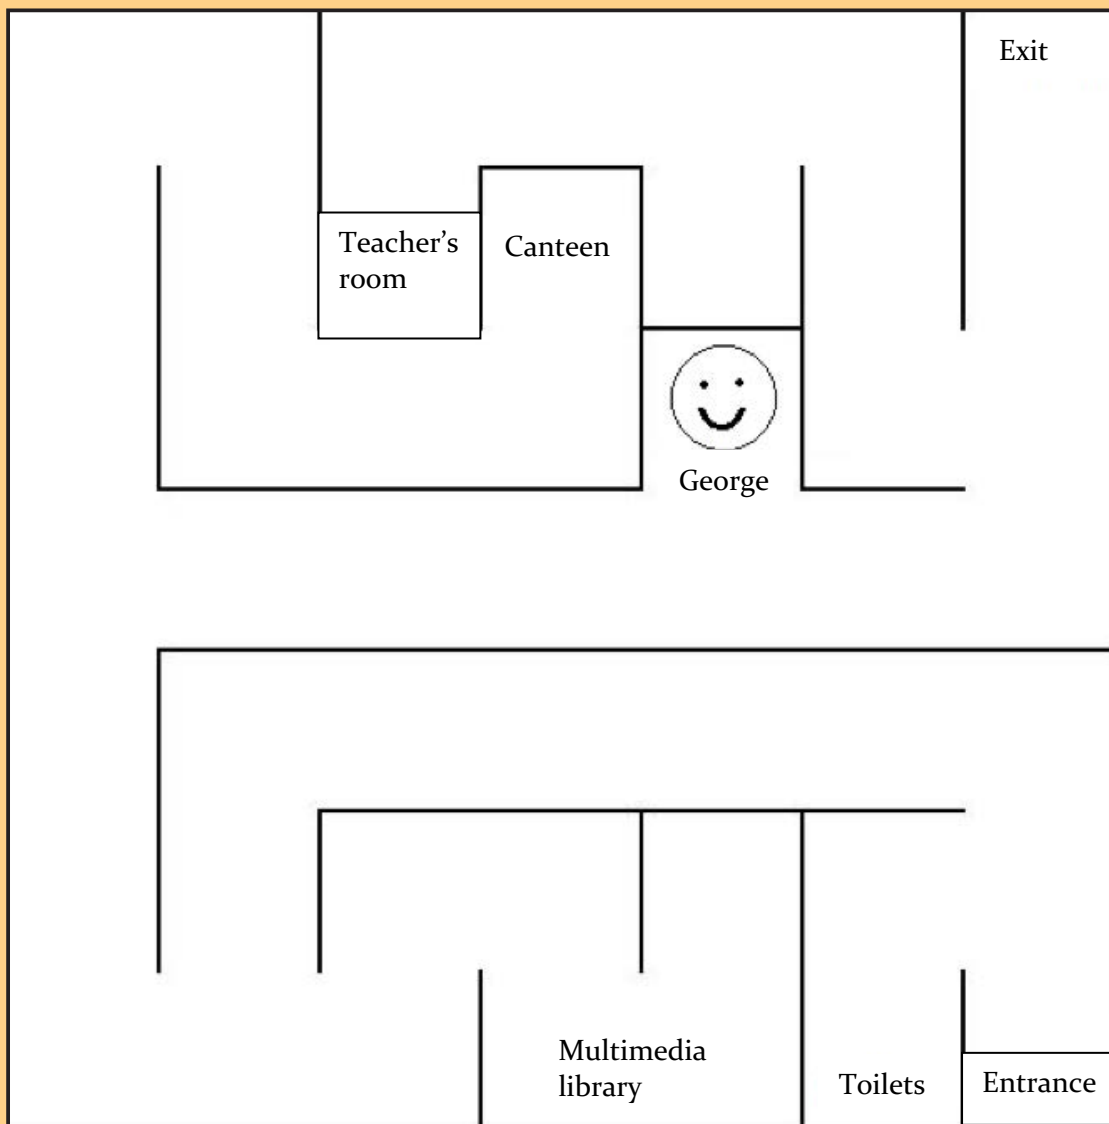 Exit
Teacher’s
room
Canteen
George
Multimedia
library
Toilets
Entrance